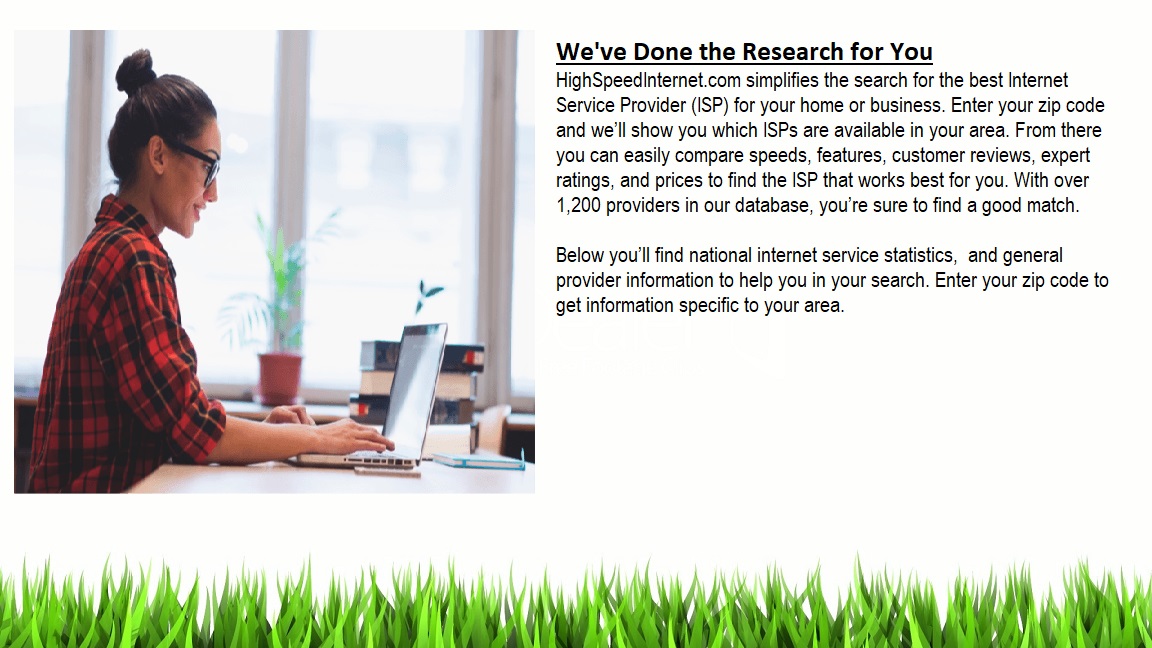 We've Done the Research for You
HighSpeedInternet.com simplifies the search for the best Internet
Service Provider (ISP) for your home or business. Enter your zip code
and we’ll show you which ISPs are available in your area. From there
you can easily compare speeds, features, customer reviews, expert
ratings, and prices to find the ISP that works best for you. With over
1,200 providers in our database, you’re sure to find a good match.
Below you’ll find national internet service statistics,  and general
provider information to help you in your search. Enter your zip code to
get information specific to your area.